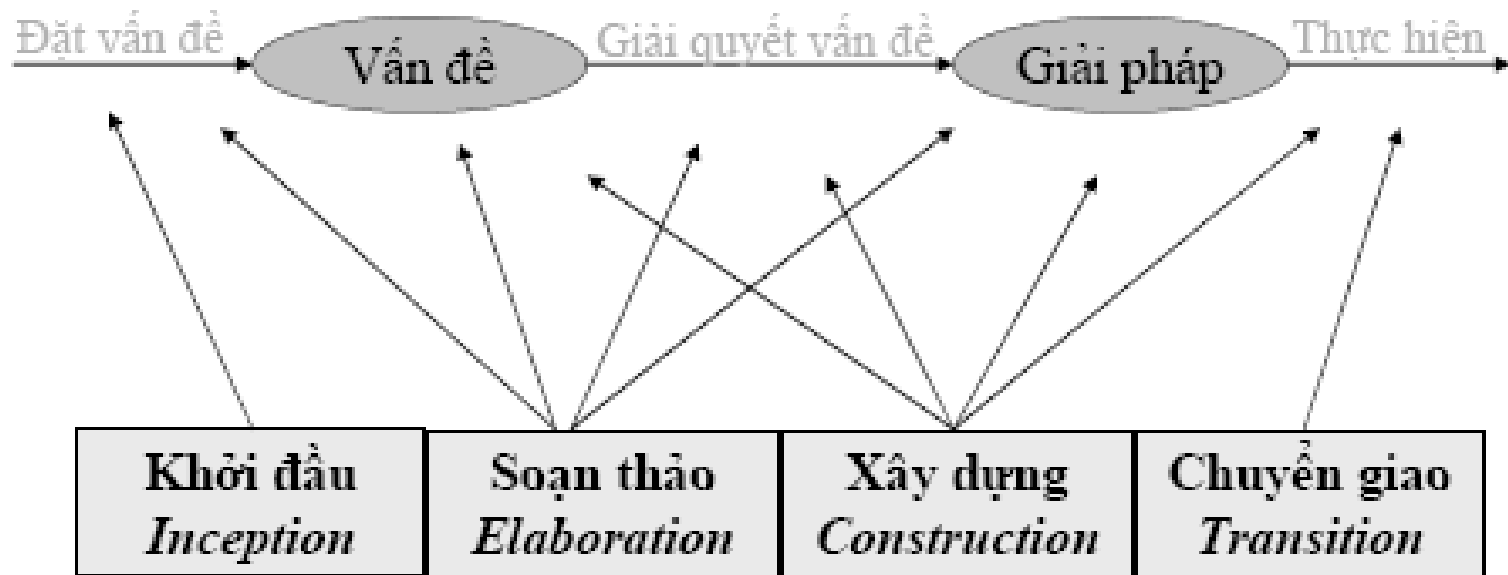 Đặt vấn đề
Vấn đề
Giải quyết vấn đề
Giải pháp
Thực hiện
Khởi đầu
Inception
Soạn thảo
Elaboration
Xây dựng
Construction
Chuyển giao
Transition